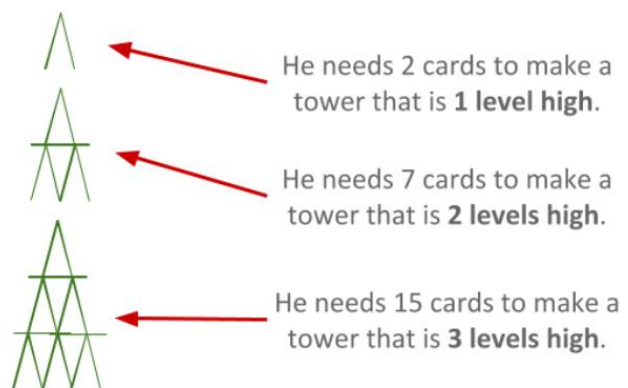 He needs 2 cards to make a
tower that is 1 level high.
He needs 7 cards to make a
tower that is 2 levels high.
He needs 15 cards to make a
tower that is 3 levels high.